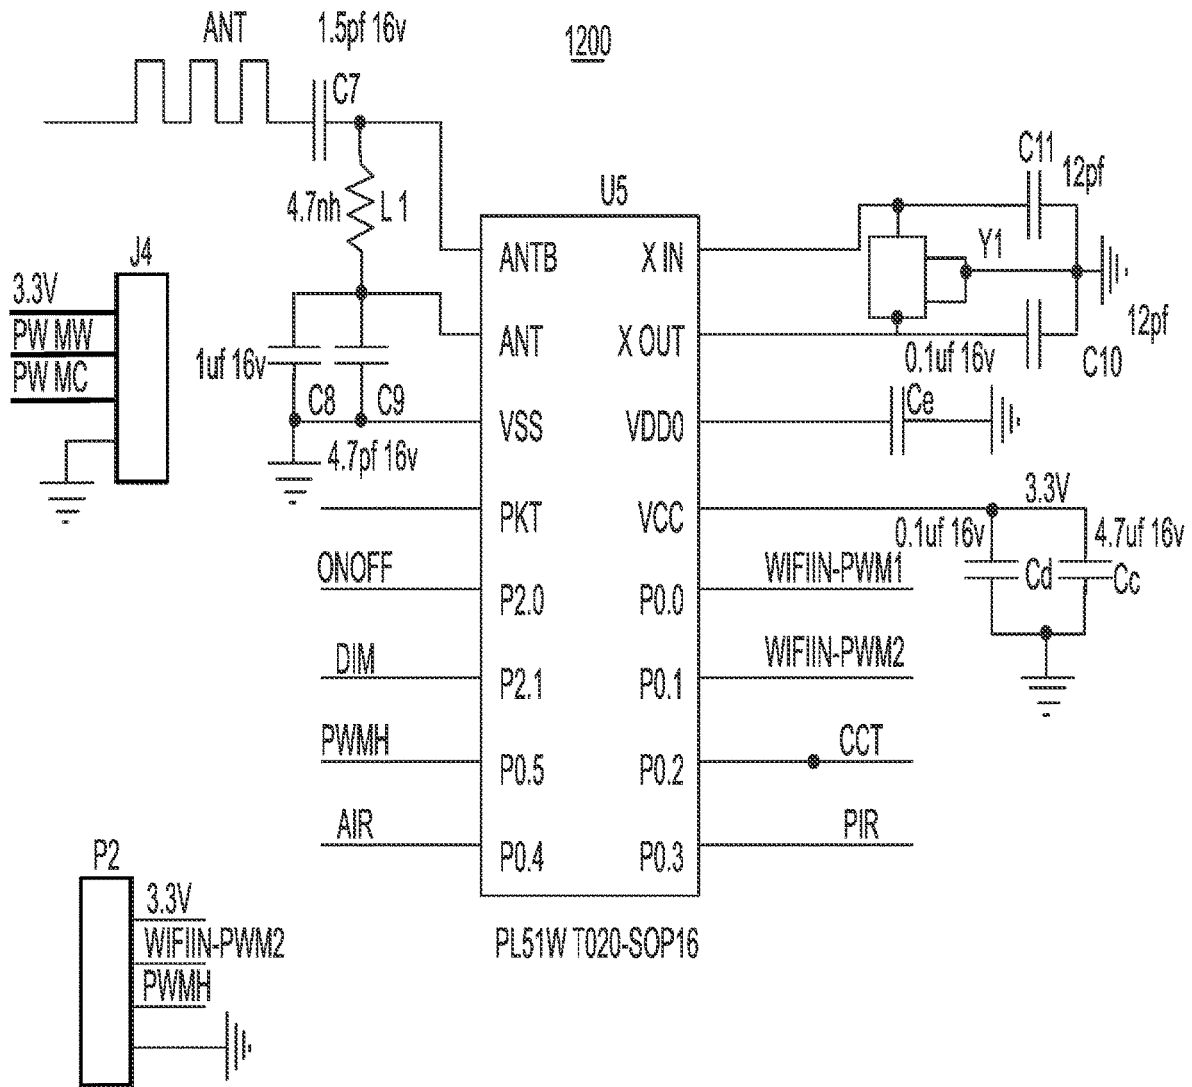 ANT
1.5pf 16v
1200
C7
C11
12pf
4.7nh
L 1
U5
J4
3.3V
PW MW
PW MC
ANTB
X IN
Y1
ANT
X OUT
12pf
C10
1uf 16v
C8
C9
0.1uf 16v
Ce
VSS
VDD0
4.7pf 16v
PKT
VCC
3.3V
0.1uf 16v
4.7uf 16v
Cd
Cc
ONOFF
P2.0
P0.0
WIFIIN-PWM1
DIM
P2.1
P0.1
WIFIIN-PWM2
PWMH
P0.5
P0.2
CCT
AIR
P0.4
P0.3
PIR
P2
3.3V
WIFIIN-PWM2
PWMH
PL51W T020-SOP16